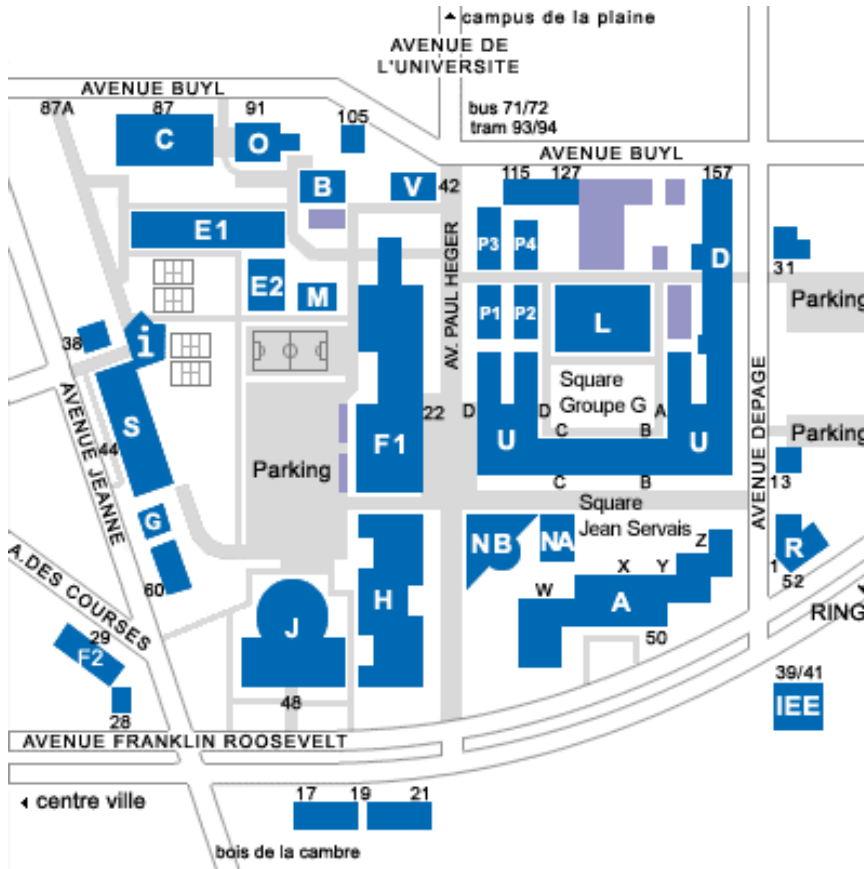 campus de la plaine
AVENUE DE
L'UNIVERSITE
AVENUE BUYL
87A
87
91
105
bus 71/72
tram 93/94
AVENUE BUYL
C
O
B
V
42
115
127
157
E1
P3
P4
D
31
E2
M
AV. PAUL HEGER
P1
P2
L
Parking
38
i
AVENUE JEANNE
S
44
Square
Groupe G
22
D
D
C
B
A
F1
U
U
Parking
AVENUE DEPAGE
Parking
13
C
B
Square
Jean Servais
G
60
NB
NA
Z
X
Y
W
R
1
52
RING
A.DES COURSES
29
F2
28
J
H
A
50
39/41
IEE
48
AVENUE FRANKLIN ROOSEVELT
centre ville
17
19
21
bois de la cambre